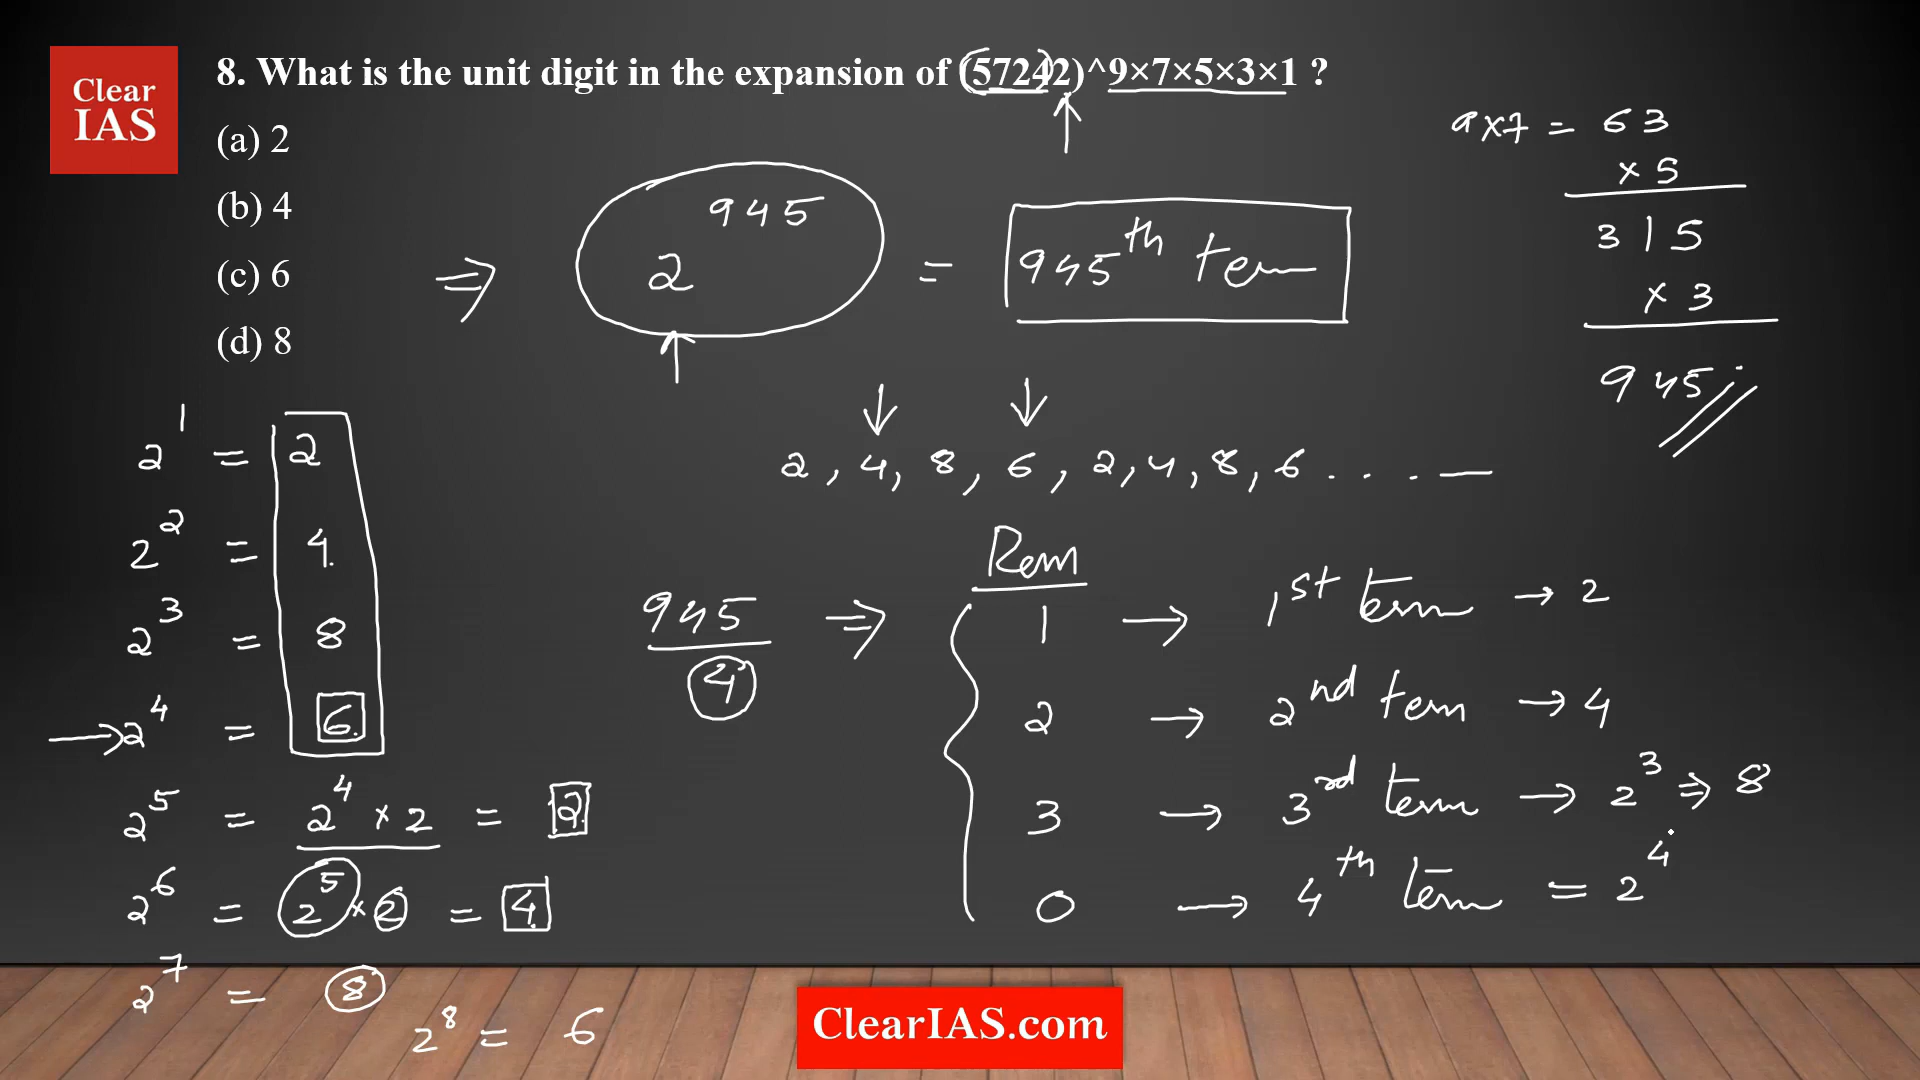 Clear
IAS
8. What is the unit digit in the expansion of (57242)^9×7×5×3×1 ?
(a) 2
(b) 4
(c) 6
(d) 8
9 x 7 = 63
x 5
315
x 3
945
⇒ 2^945 = 945th term
2, 4, 8, 6, 2, 4, 8, 6 . . . . —
2^1 = 2
2^2 = 4.
2^3 = 8
→ 2^4 = 6.
2^5 = 2^4 x 2 = 2.
2^6 = 2^5 x 2 = 4.
2^7 = 8
2^8 = 6
945/4 ⇒ Rem
1 → 1st term → 2
2 → 2nd term → 4
3 → 3rd term → 2^3 ⇒ 8
0 → 4th term = 2^4
ClearIAS.com